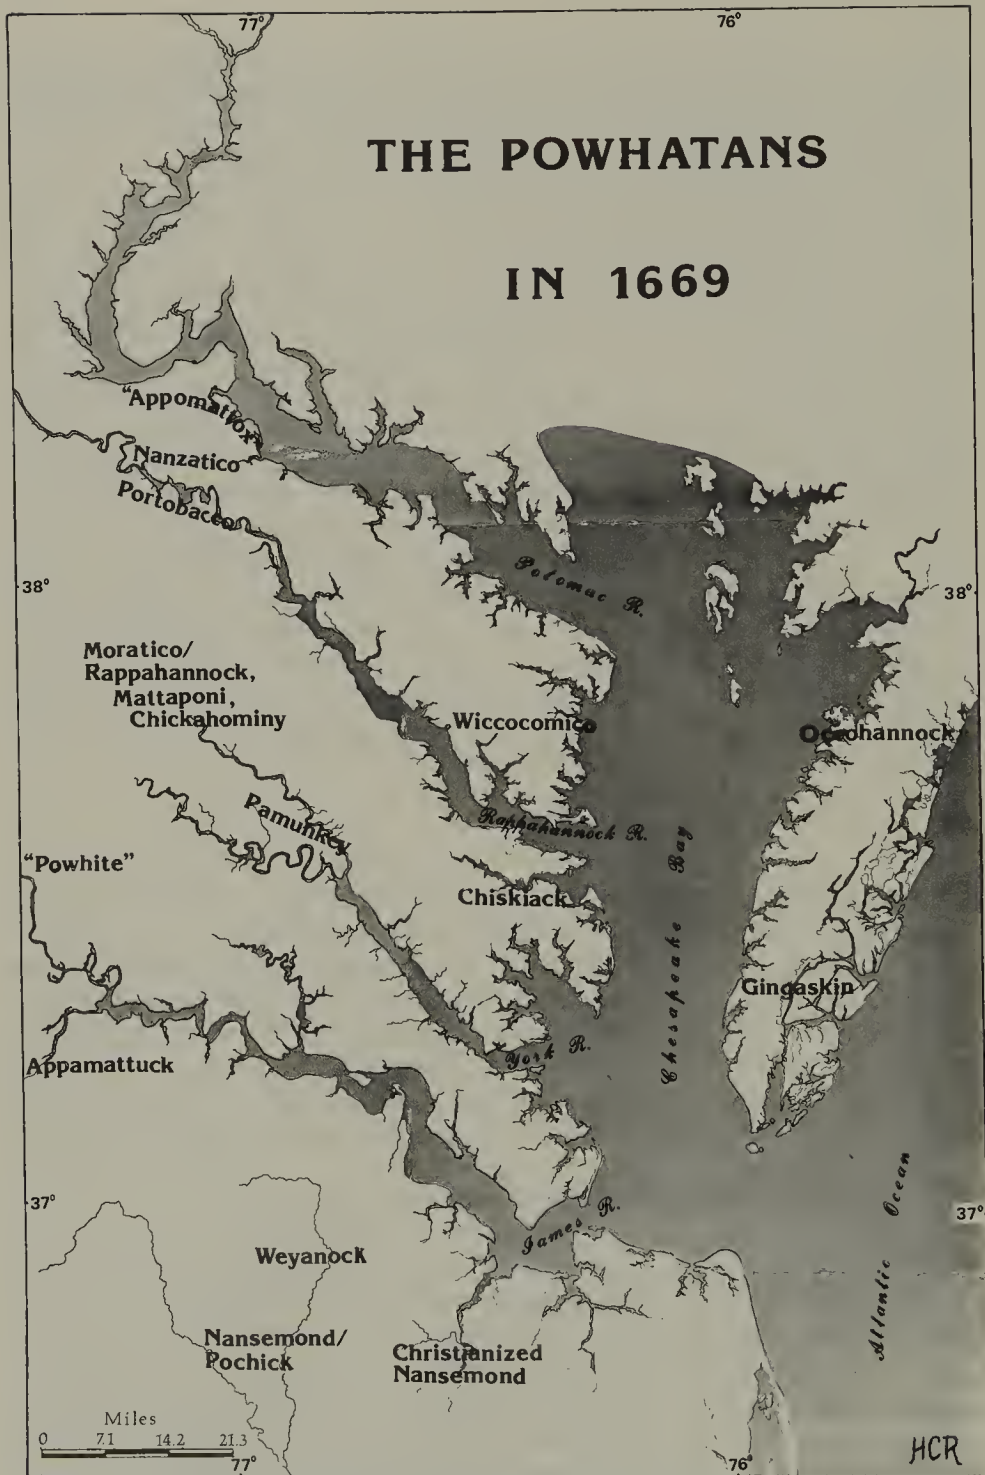 77°
76°
THE POWHATANS
IN 1669
"Appomattox"
Nanzatico
Portobacco
38°
Potomac R.
38°
Moratico/
Rappahannock,
Mattaponi,
Chickahominy
Wiccocomico
Occohannock
Pamunkey
Rappahannock R.
"Powhite"
Chiskiack
Chesapeake Bay
Gingaskin
York R.
Appamattuck
37°
James R.
37°
Atlantic Ocean
Weyanock
Nansemond/
Pochick
Christianized
Nansemond
Miles
0 7.1 14.2 21.3
77°
76°
HCR